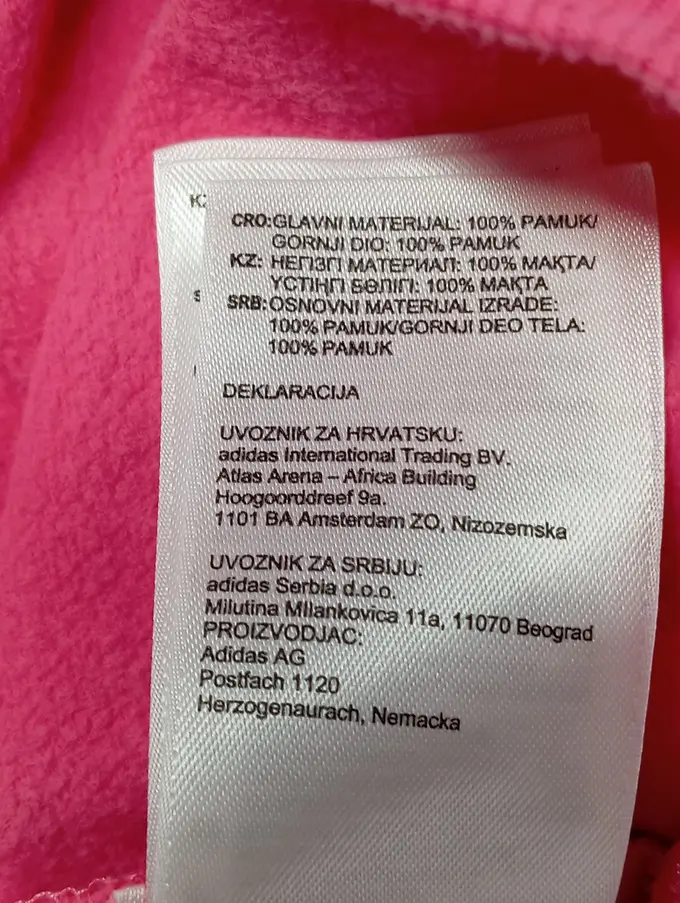 K:
CRO:GLAVNI MATERIJAL: 100% PAMUK/
GORNJI DIO: 100% PAMUK
KZ: НЕГІЗГІ МАТЕРИАЛ: 100% МАҚТА/
ҮСТІҢГІ БӨЛІГІ: 100% МАҚТА
SRB:OSNOVNI MATERIJAL IZRADE:
100% PAMUK/GORNJI DEO TELA:
100% PAMUK
DEKLARACIJA
UVOZNIK ZA HRVATSKU:
adidas International Trading BV.
Atlas Arena – Africa Building
Hoogoorddreef 9a.
1101 BA Amsterdam ZO, Nizozemska
UVOZNIK ZA SRBIJU:
adidas Serbia d.o.o.
Milutina MIlankovica 11a, 11070 Beograd
PROIZVODJAC:
Adidas AG
Postfach 1120
Herzogenaurach, Nemacka